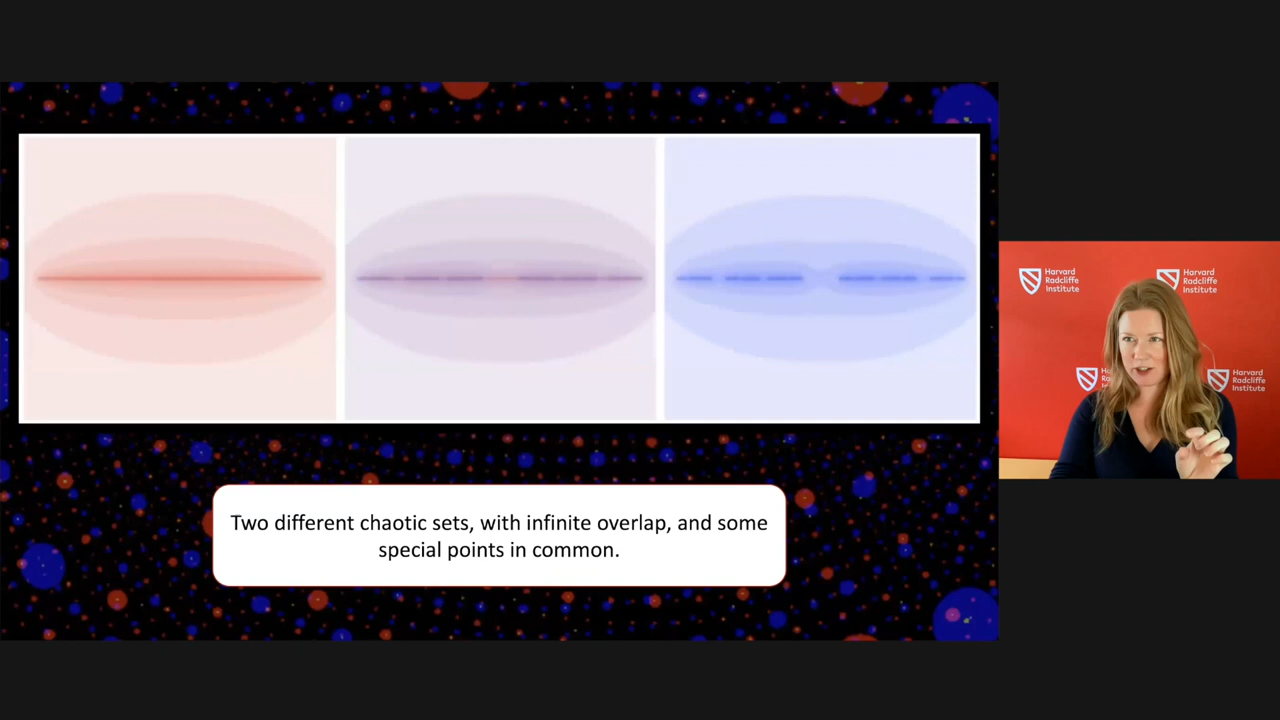 Two different chaotic sets, with infinite overlap, and some
special points in common.
Harvard
Radcliffe
Institute
Harvard
Radcliffe
Institute
Harvard
Radcliffe
Institute